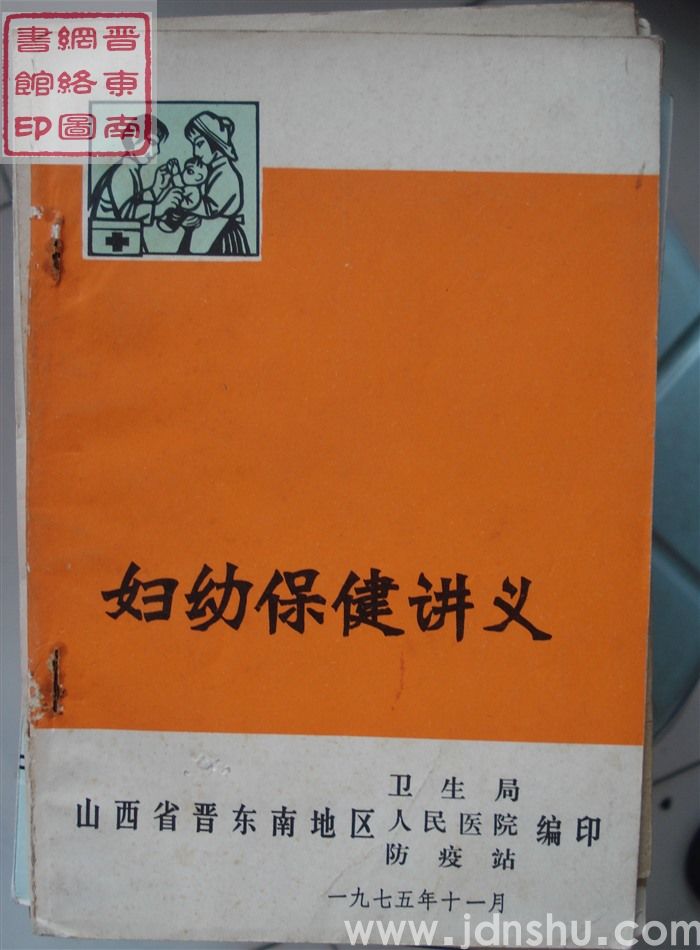 晋東南
網絡圖
書館印
妇幼保健讲义
山西省晋东南地区 卫生局 人民医院 防疫站 编印
一九七五年十一月
www.jdnshu.com